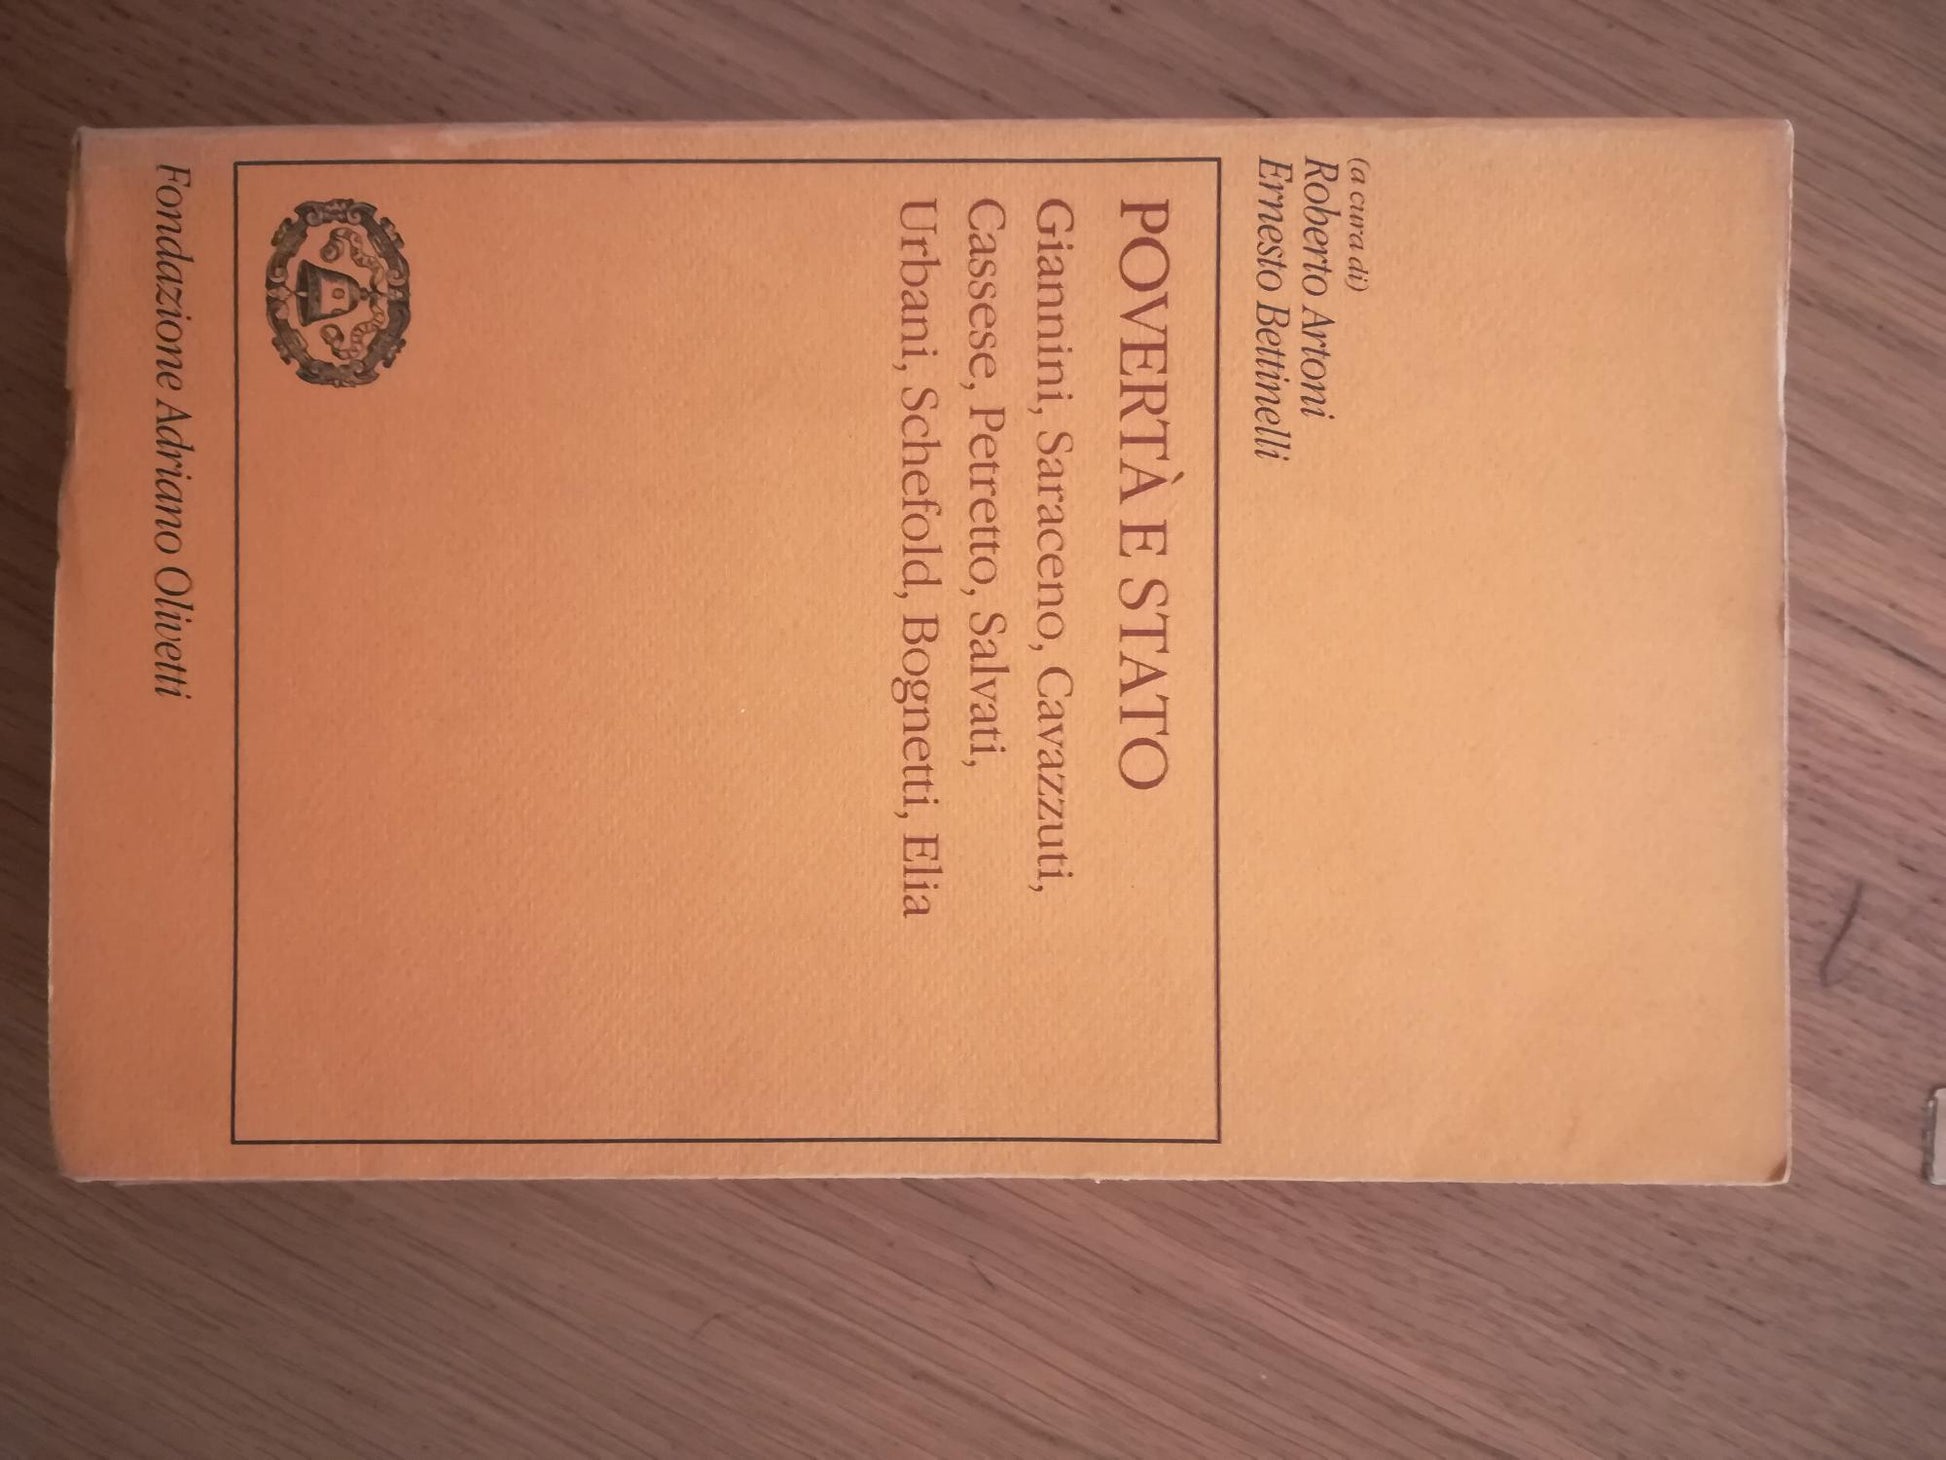 (a cura di)
Roberto Artoni
Ernesto Bettinelli
POVERTÀ E STATO
Giannini, Saraceno, Cavazzuti,
Cassese, Petretto, Salvati,
Urbani, Schefold, Bognetti, Elia
Fondazione Adriano Olivetti